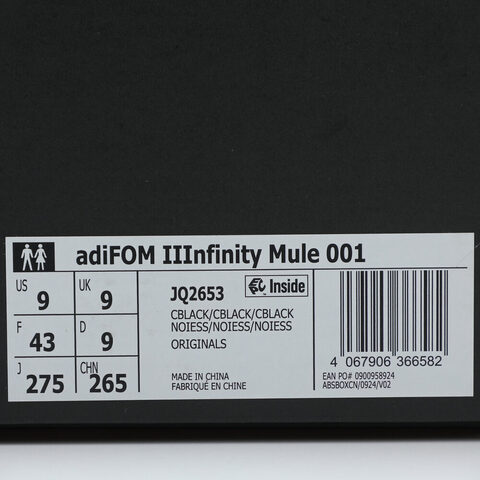 adiFOM IIInfinity Mule 001
US 9 UK 9
F 43 D 9
J 275 CHN 265
JQ2653 Inside
CBLACK/CBLACK/CBLACK
NOIESS/NOIESS/NOIESS
ORIGINALS
MADE IN CHINA
FABRIQUÉ EN CHINE
4 067906 366582
EAN PO# 0900958924
ABSBOXCN/0924/V02